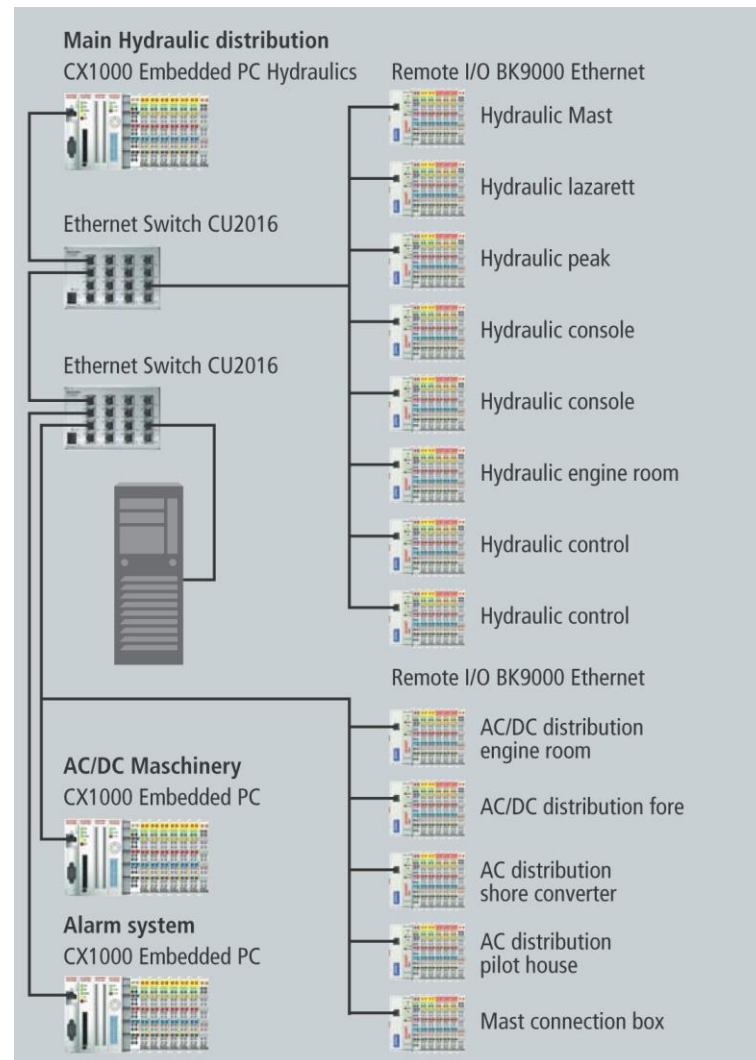 Main Hydraulic distribution
CX1000 Embedded PC Hydraulics
Ethernet Switch CU2016
Ethernet Switch CU2016
AC/DC Maschinery
CX1000 Embedded PC
Alarm system
CX1000 Embedded PC
Remote I/O BK9000 Ethernet
Hydraulic Mast
Hydraulic lazarett
Hydraulic peak
Hydraulic console
Hydraulic console
Hydraulic engine room
Hydraulic control
Hydraulic control
Remote I/O BK9000 Ethernet
AC/DC distribution
engine room
AC/DC distribution fore
AC distribution
shore converter
AC distribution
pilot house
Mast connection box